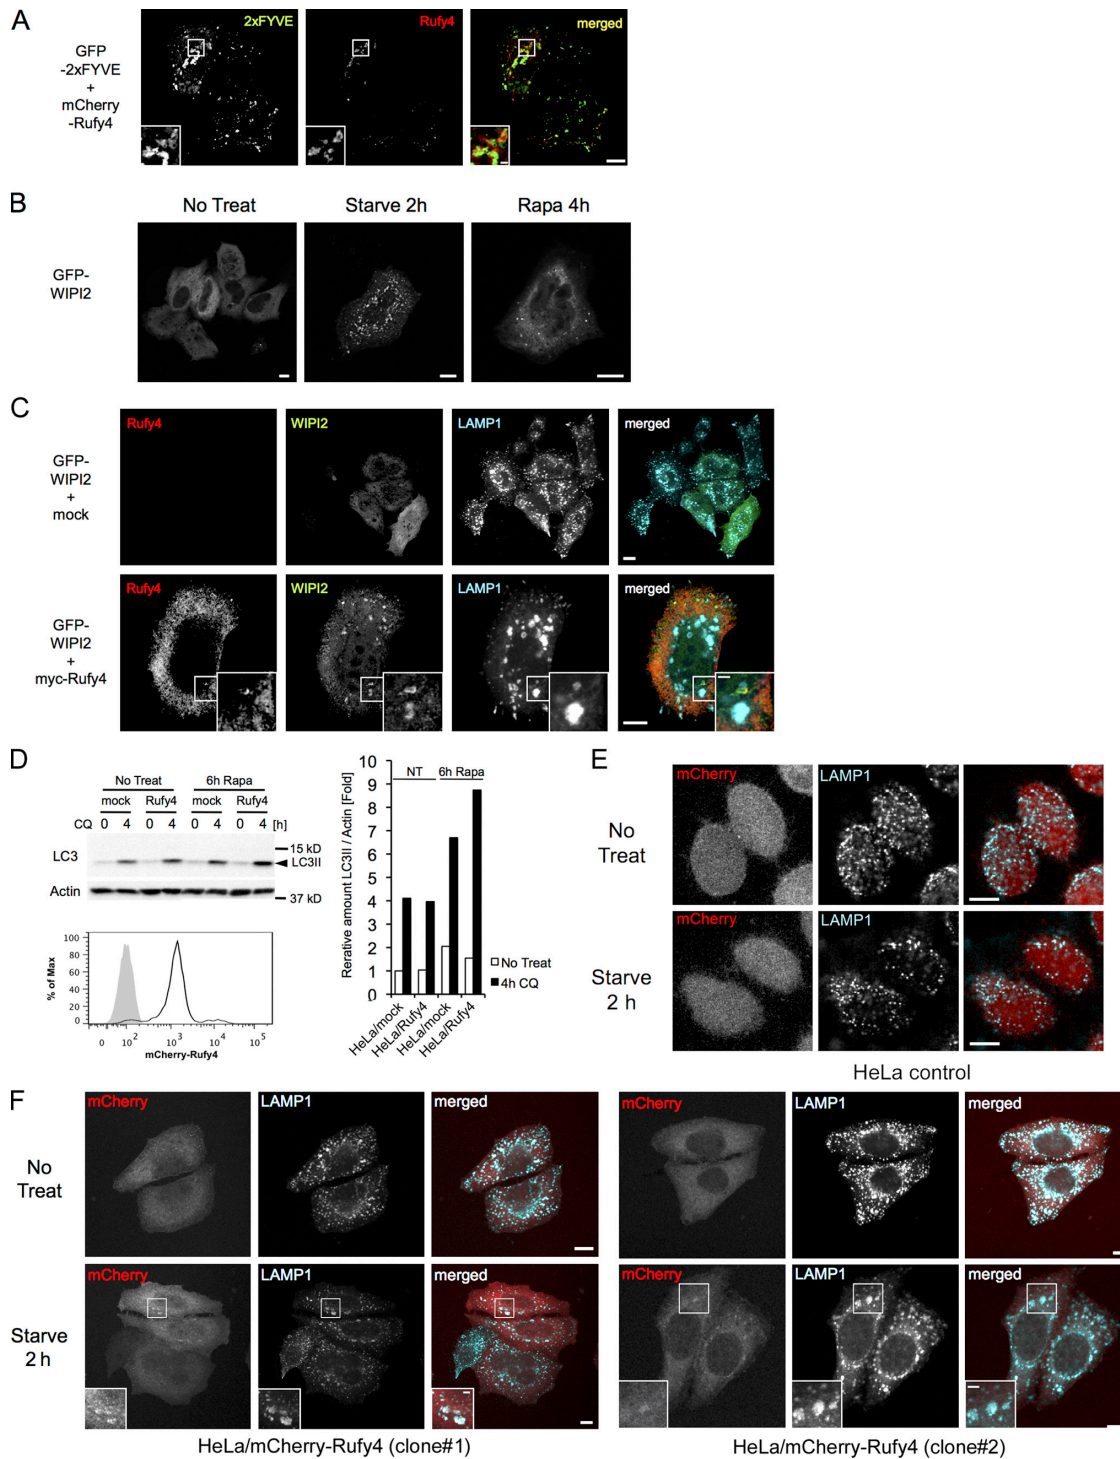 A
GFP
-2xFYVE
+
mCherry
-Rufy4
2xFYVE
Rufy4
merged
B
No Treat
Starve 2h
Rapa 4h
GFP-
WIPI2
C
GFP-
WIPI2
+
mock
Rufy4
WIPI2
LAMP1
merged
GFP-
WIPI2
+
myc-Rufy4
Rufy4
WIPI2
LAMP1
merged
D
No Treat
6h Rapa
mock
Rufy4
mock
Rufy4
CQ
0
4
0
4
0
4
0
4
[h]
LC3
15 kD
LC3II
Actin
37 kD
% of Max
100
80
60
40
20
0
0
10^2
10^3
10^4
10^5
mCherry-Rufy4
Rerative amount LC3II / Actin [Fold]
10
9
8
7
6
5
4
3
2
1
0
NT
6h Rapa
No Treat
4h CQ
HeLa/mock
HeLa/Rufy4
HeLa/mock
HeLa/Rufy4
E
No
Treat
mCherry
LAMP1
Starve
2 h
mCherry
LAMP1
HeLa control
F
No
Treat
mCherry
LAMP1
merged
mCherry
LAMP1
merged
Starve
2 h
mCherry
LAMP1
merged
mCherry
LAMP1
merged
HeLa/mCherry-Rufy4 (clone#1)
HeLa/mCherry-Rufy4 (clone#2)